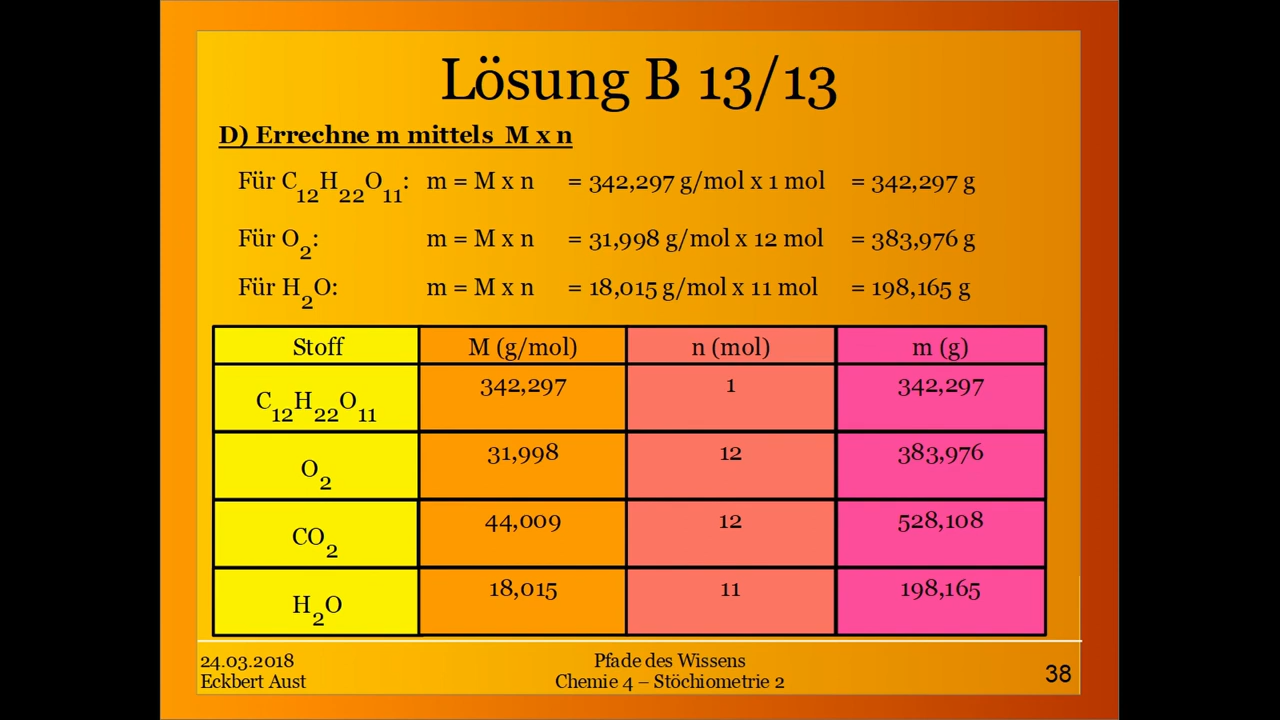 Lösung B 13/13
D) Errechne m mittels M x n
Für C12H22O11: m = M x n = 342,297 g/mol x 1 mol = 342,297 g
Für O2: m = M x n = 31,998 g/mol x 12 mol = 383,976 g
Für H2O: m = M x n = 18,015 g/mol x 11 mol = 198,165 g
Stoff M (g/mol) n (mol) m (g)
C12H22O11 342,297 1 342,297
O2 31,998 12 383,976
CO2 44,009 12 528,108
H2O 18,015 11 198,165
24.03.2018 Pfade des Wissens
Eckbert Aust Chemie 4 – Stöchiometrie 2 38